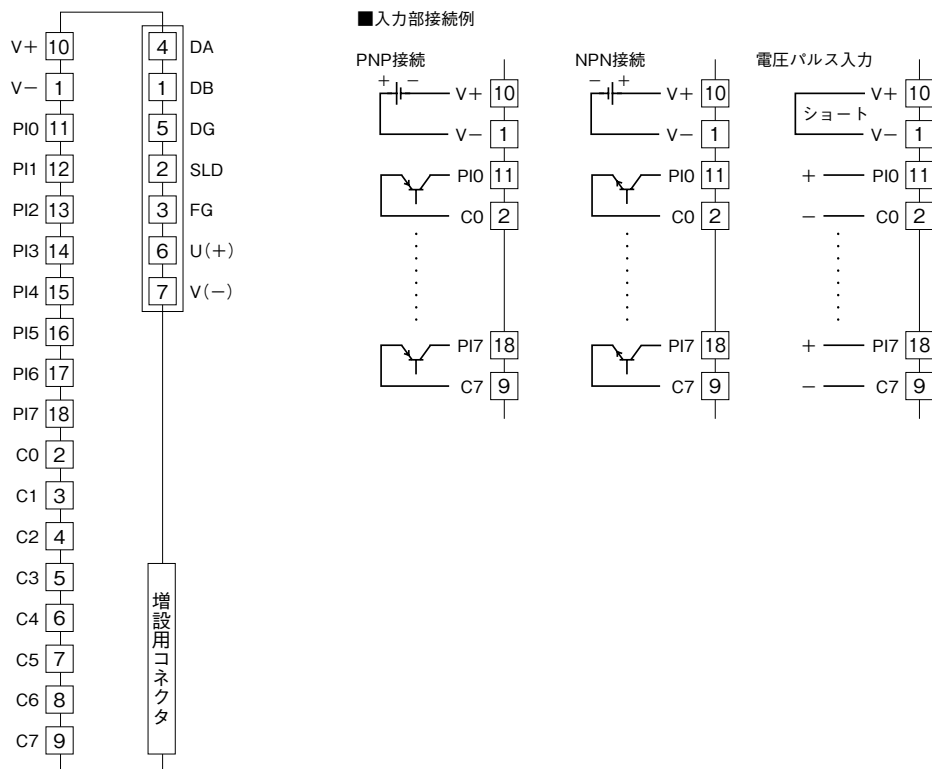 V+ 10
V− 1
PI0 11
PI1 12
PI2 13
PI3 14
PI4 15
PI5 16
PI6 17
PI7 18
C0 2
C1 3
C2 4
C3 5
C4 6
C5 7
C6 8
C7 9
4 DA
1 DB
5 DG
2 SLD
3 FG
6 U(+)
7 V(−)
増設用コネクタ
■入力部接続例
PNP接続
+ −
V+ 10
V− 1
PI0 11
C0 2
PI7 18
C7 9
NPN接続
− +
V+ 10
V− 1
PI0 11
C0 2
PI7 18
C7 9
電圧パルス入力
V+ 10
ショート
V− 1
+ PI0 11
− C0 2
+ PI7 18
− C7 9